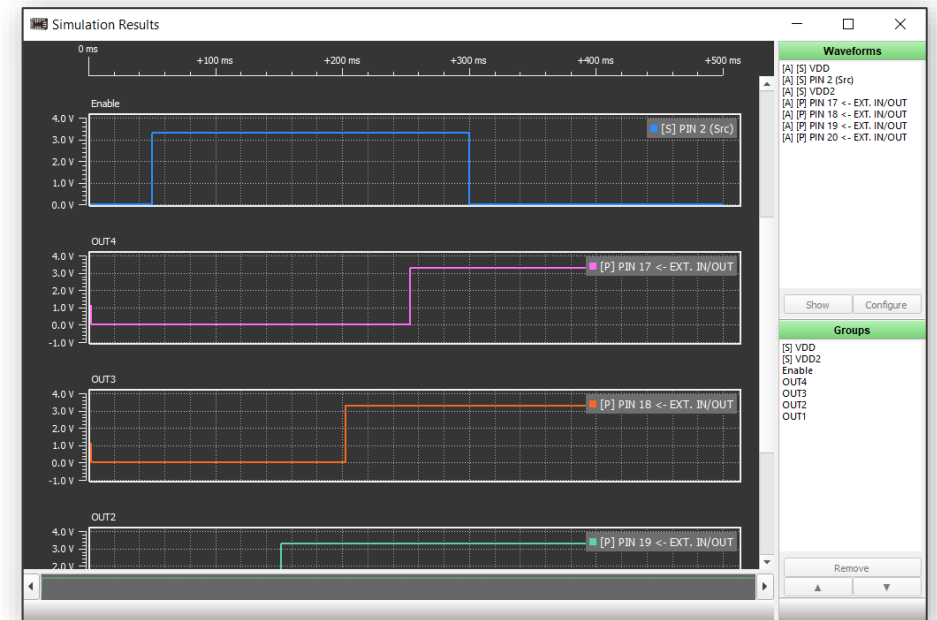 Simulation Results
0 ms
+100 ms
+200 ms
+300 ms
+400 ms
+500 ms
Enable
4.0 V
3.0 V
2.0 V
1.0 V
0.0 V
[S] PIN 2 (Src)
OUT4
4.0 V
3.0 V
2.0 V
1.0 V
0.0 V
-1.0 V
[P] PIN 17 <- EXT. IN/OUT
OUT3
4.0 V
3.0 V
2.0 V
1.0 V
0.0 V
-1.0 V
[P] PIN 18 <- EXT. IN/OUT
OUT2
4.0 V
3.0 V
2.0 V
[P] PIN 19 <- EXT. IN/OUT
Waveforms
[A] [S] VDD
[A] [S] PIN 2 (Src)
[A] [S] VDD2
[A] [P] PIN 17 <- EXT. IN/OUT
[A] [P] PIN 18 <- EXT. IN/OUT
[A] [P] PIN 19 <- EXT. IN/OUT
[A] [P] PIN 20 <- EXT. IN/OUT
Show
Configure
Groups
[S] VDD
[S] VDD2
Enable
OUT4
OUT3
OUT2
OUT1
Remove